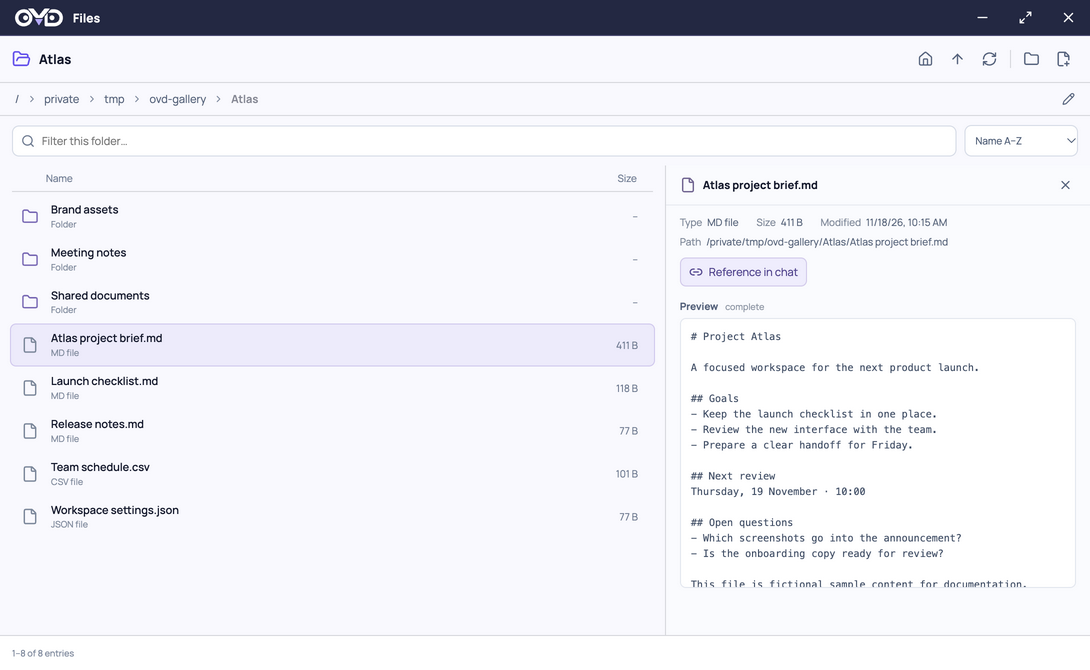 OVD Files
Atlas
/ > private > tmp > ovd-gallery > Atlas
Filter this folder...
Name A–Z
Name Size
Brand assets
Folder
–
Meeting notes
Folder
–
Shared documents
Folder
–
Atlas project brief.md
MD file
411 B
Launch checklist.md
MD file
118 B
Release notes.md
MD file
77 B
Team schedule.csv
CSV file
101 B
Workspace settings.json
JSON file
77 B
Atlas project brief.md
Type MD file Size 411 B Modified 11/18/26, 10:15 AM
Path /private/tmp/ovd-gallery/Atlas/Atlas project brief.md
Reference in chat
Preview complete
# Project Atlas
A focused workspace for the next product launch.
## Goals
- Keep the launch checklist in one place.
- Review the new interface with the team.
- Prepare a clear handoff for Friday.
## Next review
Thursday, 19 November · 10:00
## Open questions
- Which screenshots go into the announcement?
- Is the onboarding copy ready for review?
This file is fictional sample content for documentation.
1–8 of 8 entries